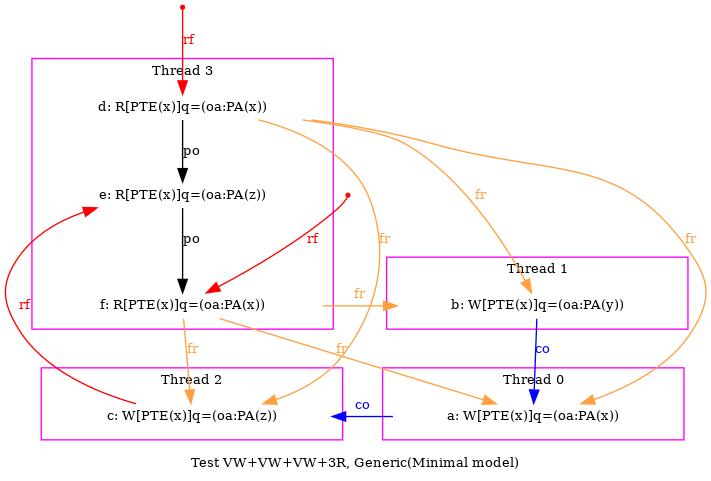 rf
Thread 3
d: R[PTE(x)]q=(oa:PA(x))
po
e: R[PTE(x)]q=(oa:PA(z))
fr
po
rf
fr
fr
Thread 1
rf
f: R[PTE(x)]q=(oa:PA(x))
fr
b: W[PTE(x)]q=(oa:PA(y))
fr
fr
co
Thread 2
Thread 0
c: W[PTE(x)]q=(oa:PA(z))
co
a: W[PTE(x)]q=(oa:PA(x))
Test VW+VW+VW+3R, Generic(Minimal model)